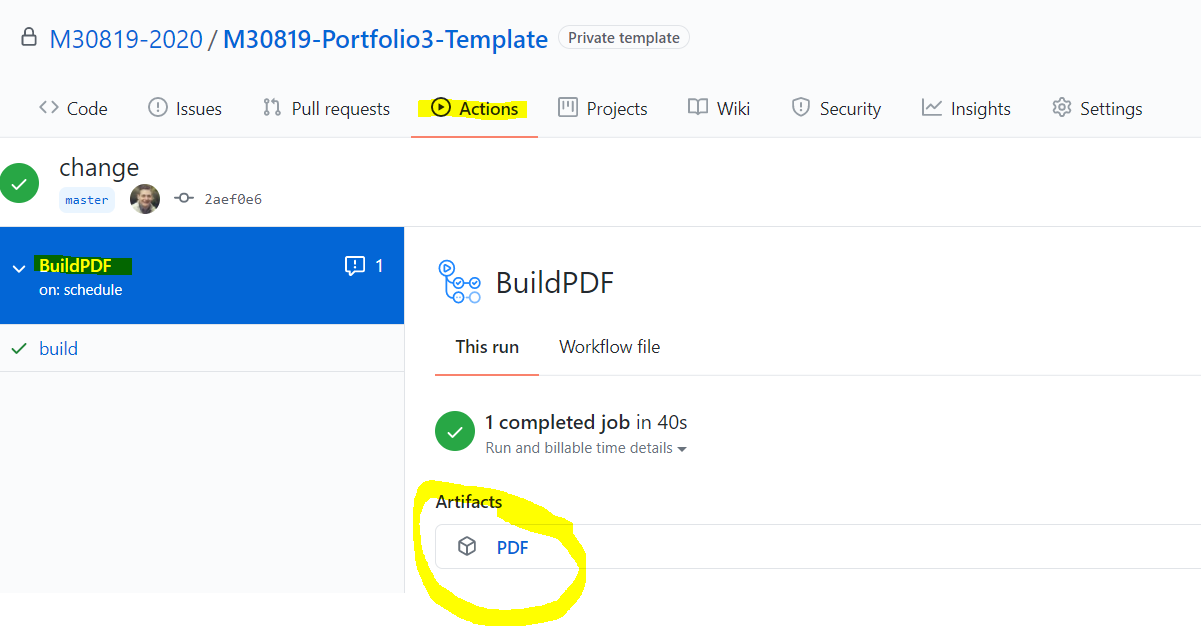 M30819-2020 / M30819-Portfolio3-Template Private template
Code Issues Pull requests Actions Projects Wiki Security Insights Settings
change
master 2aef0e6
BuildPDF 1
on: schedule
build
BuildPDF
This run Workflow file
1 completed job in 40s
Run and billable time details
Artifacts
PDF